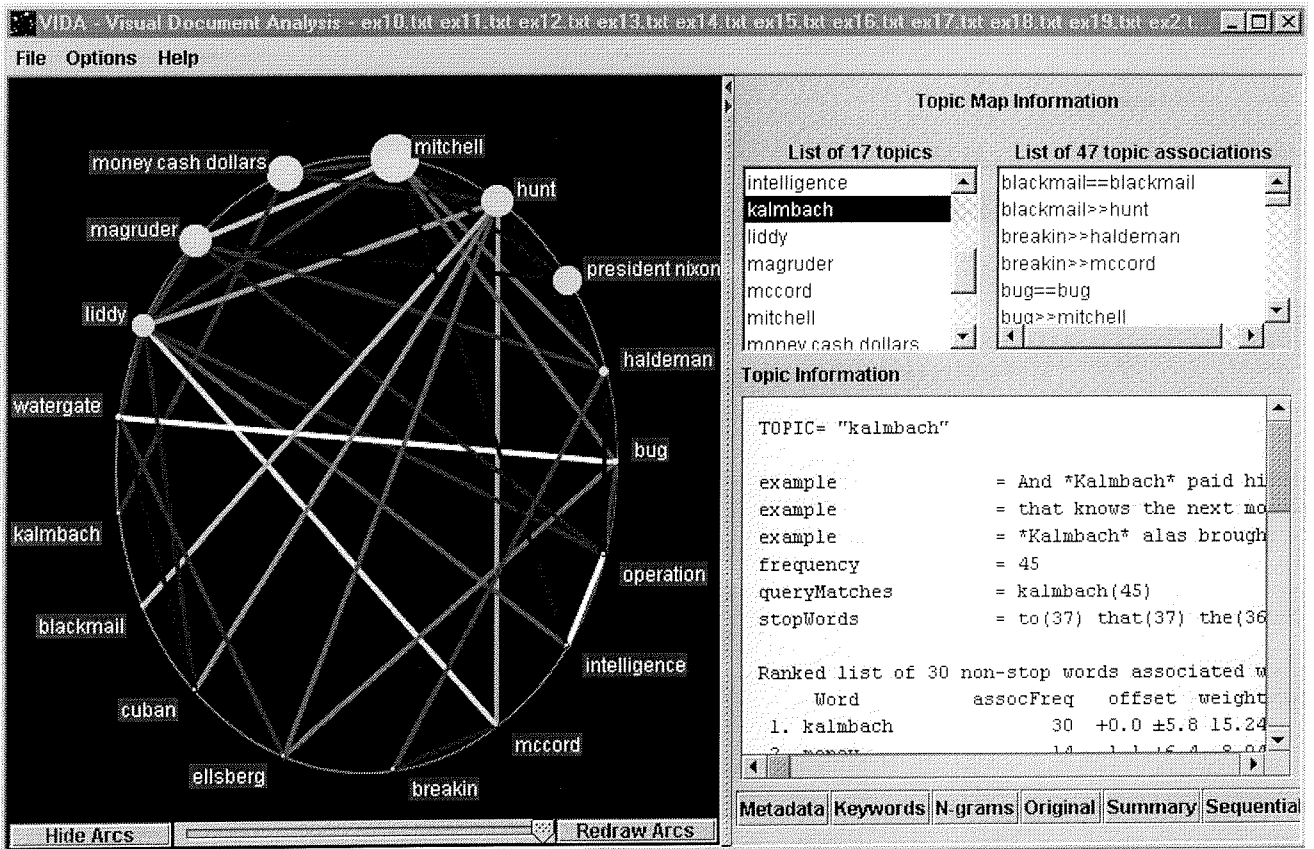 VIDA - Visual Document Analysis - ex10.txt ex11.txt ex12.txt ex13.txt ex14.txt ex15.txt ex16.txt ex17.txt ex18.txt ex19.txt ex2.t...
File Options Help
mitchell
money cash dollars
hunt
magruder
president nixon
liddy
haldeman
watergate
bug
kalmbach
operation
blackmail
intelligence
cuban
mccord
ellsberg
breakin
Hide Arcs
Redraw Arcs
Topic Map Information
List of 17 topics
intelligence
kalmbach
liddy
magruder
mccord
mitchell
money cash dollars
List of 47 topic associations
blackmail==blackmail
blackmail>>hunt
breakin>>haldeman
breakin>>mccord
bug==bug
bug>>mitchell
Topic Information
TOPIC= "kalmbach"
example = And *Kalmbach* paid hi
example = that knows the next mo
example = *Kalmbach* alas brough
frequency = 45
queryMatches = kalmbach(45)
stopWords = to(37) that(37) the(36
Ranked list of 30 non-stop words associated w
Word assocFreq offset weight
1. kalmbach 30 +0.0 ±5.8 15.24
2. money 14
Metadata Keywords N-grams Original Summary Sequential